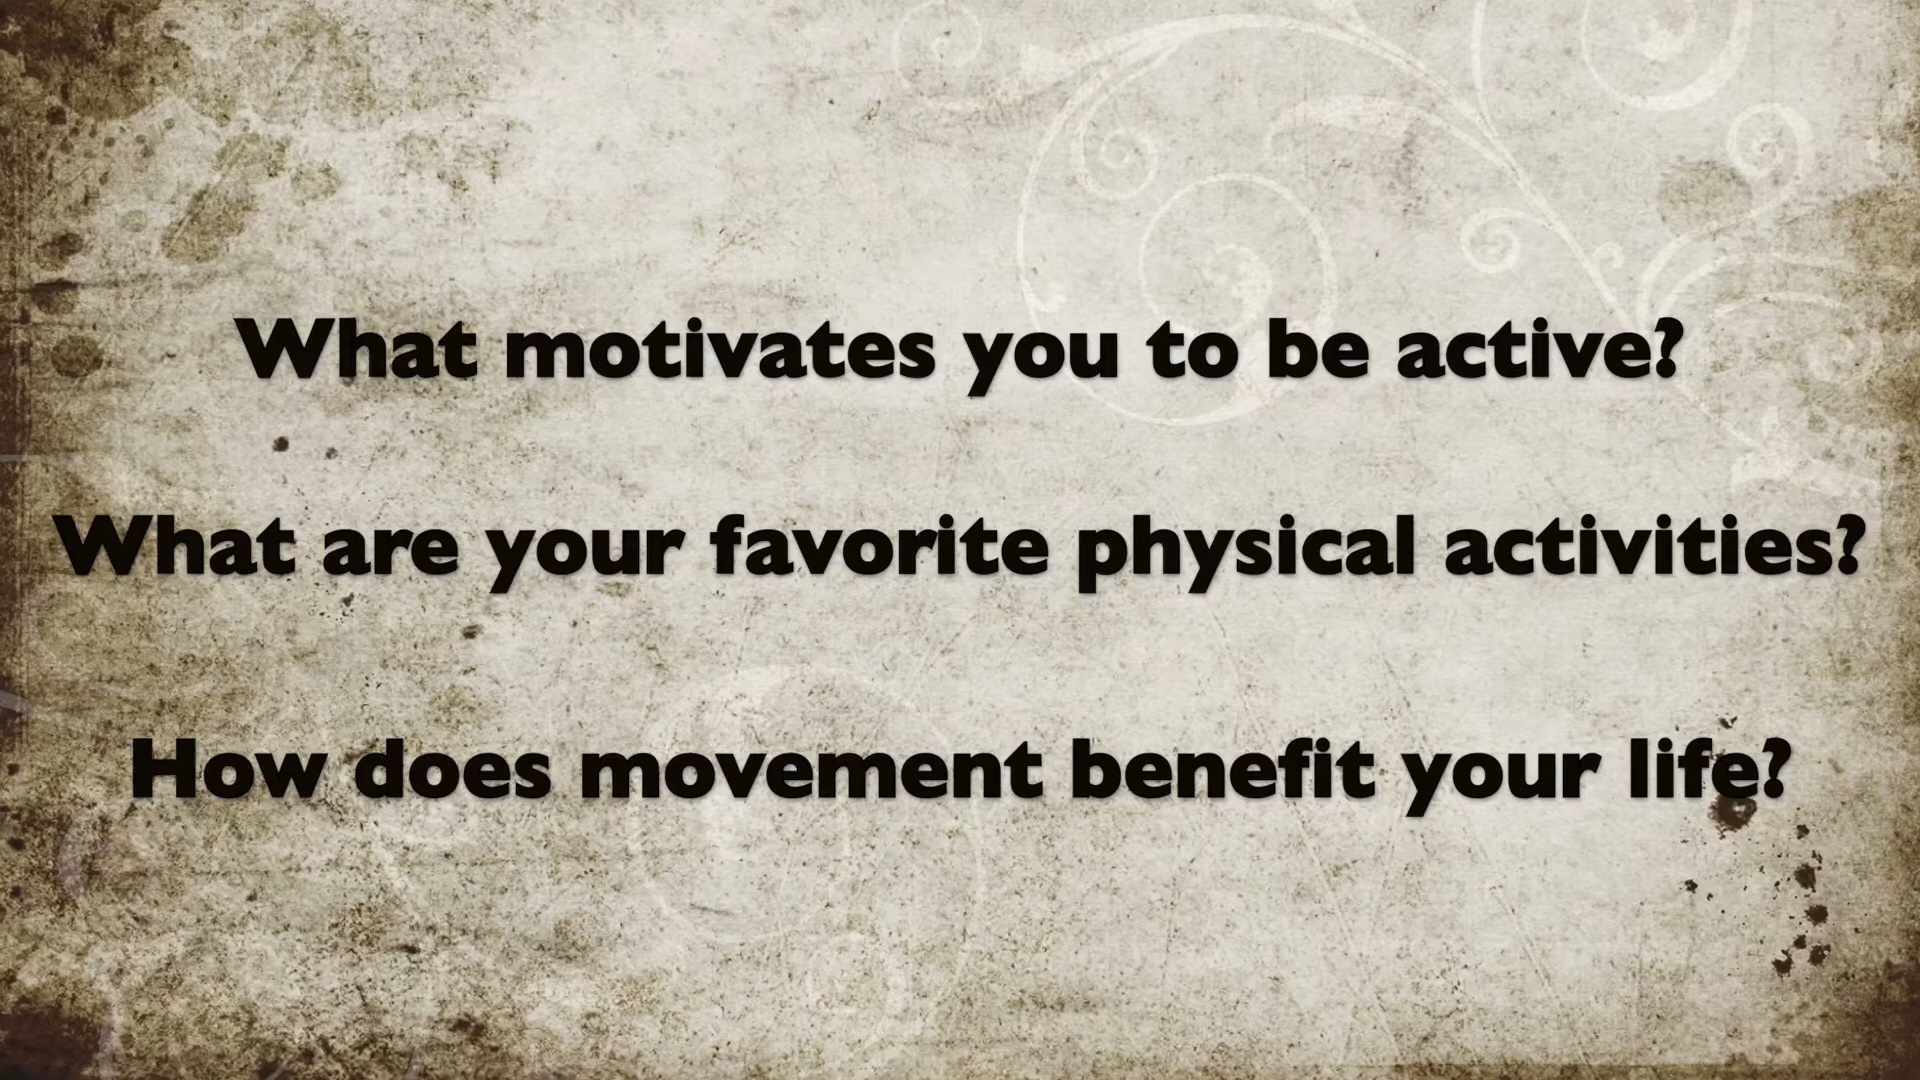 What motivates you to be active?
What are your favorite physical activities?
How does movement benefit your life?